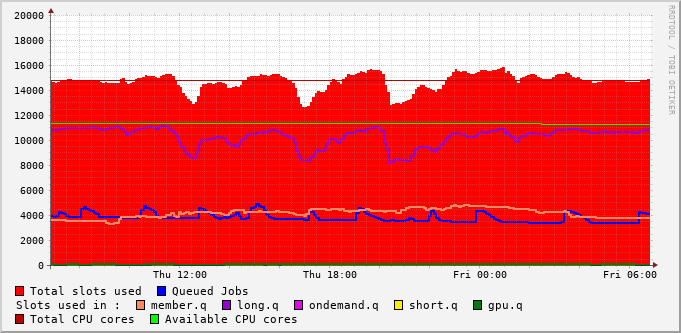 20000
18000
16000
14000
12000
10000
8000
6000
4000
2000
0
Thu 12:00 Thu 18:00 Fri 00:00 Fri 06:00
Total slots used Queued Jobs
Slots used in : member.q long.q ondemand.q short.q gpu.q
Total CPU cores Available CPU cores
RRDTOOL / TOBI OETIKER